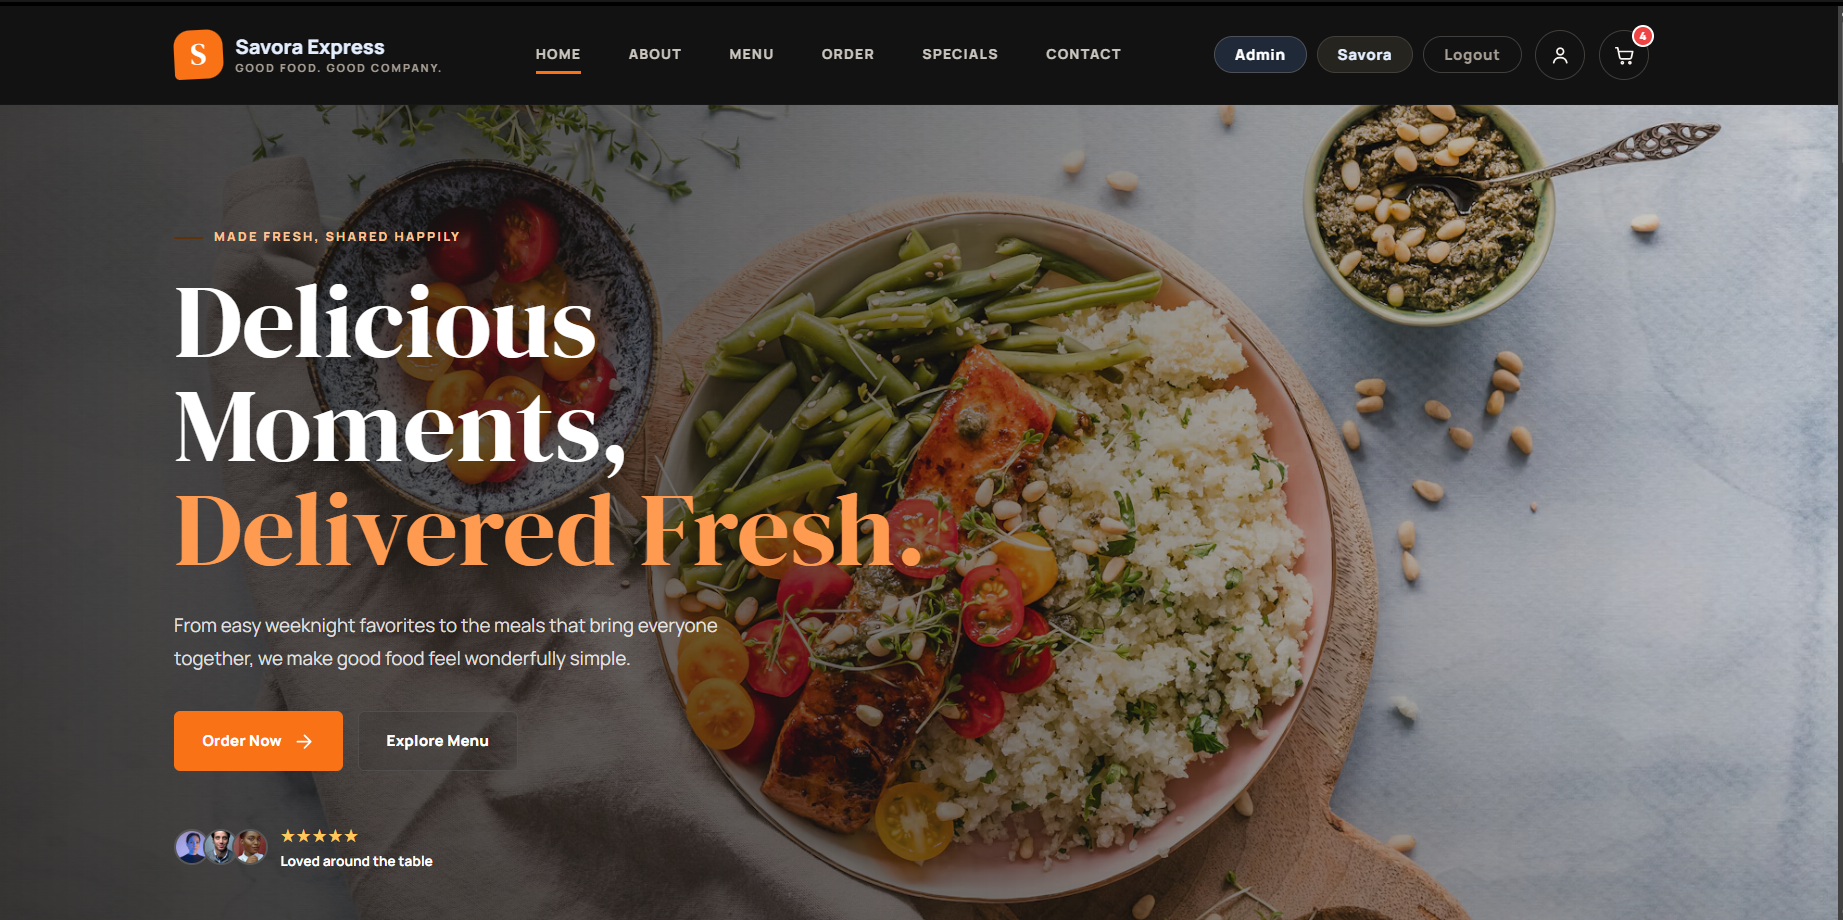 S
Savora Express
GOOD FOOD. GOOD COMPANY.
HOME ABOUT MENU ORDER SPECIALS CONTACT
Admin Savora Logout
4
MADE FRESH, SHARED HAPPILY
Delicious
Moments,
Delivered Fresh.
From easy weeknight favorites to the meals that bring everyone
together, we make good food feel wonderfully simple.
Order Now
Explore Menu
Loved around the table